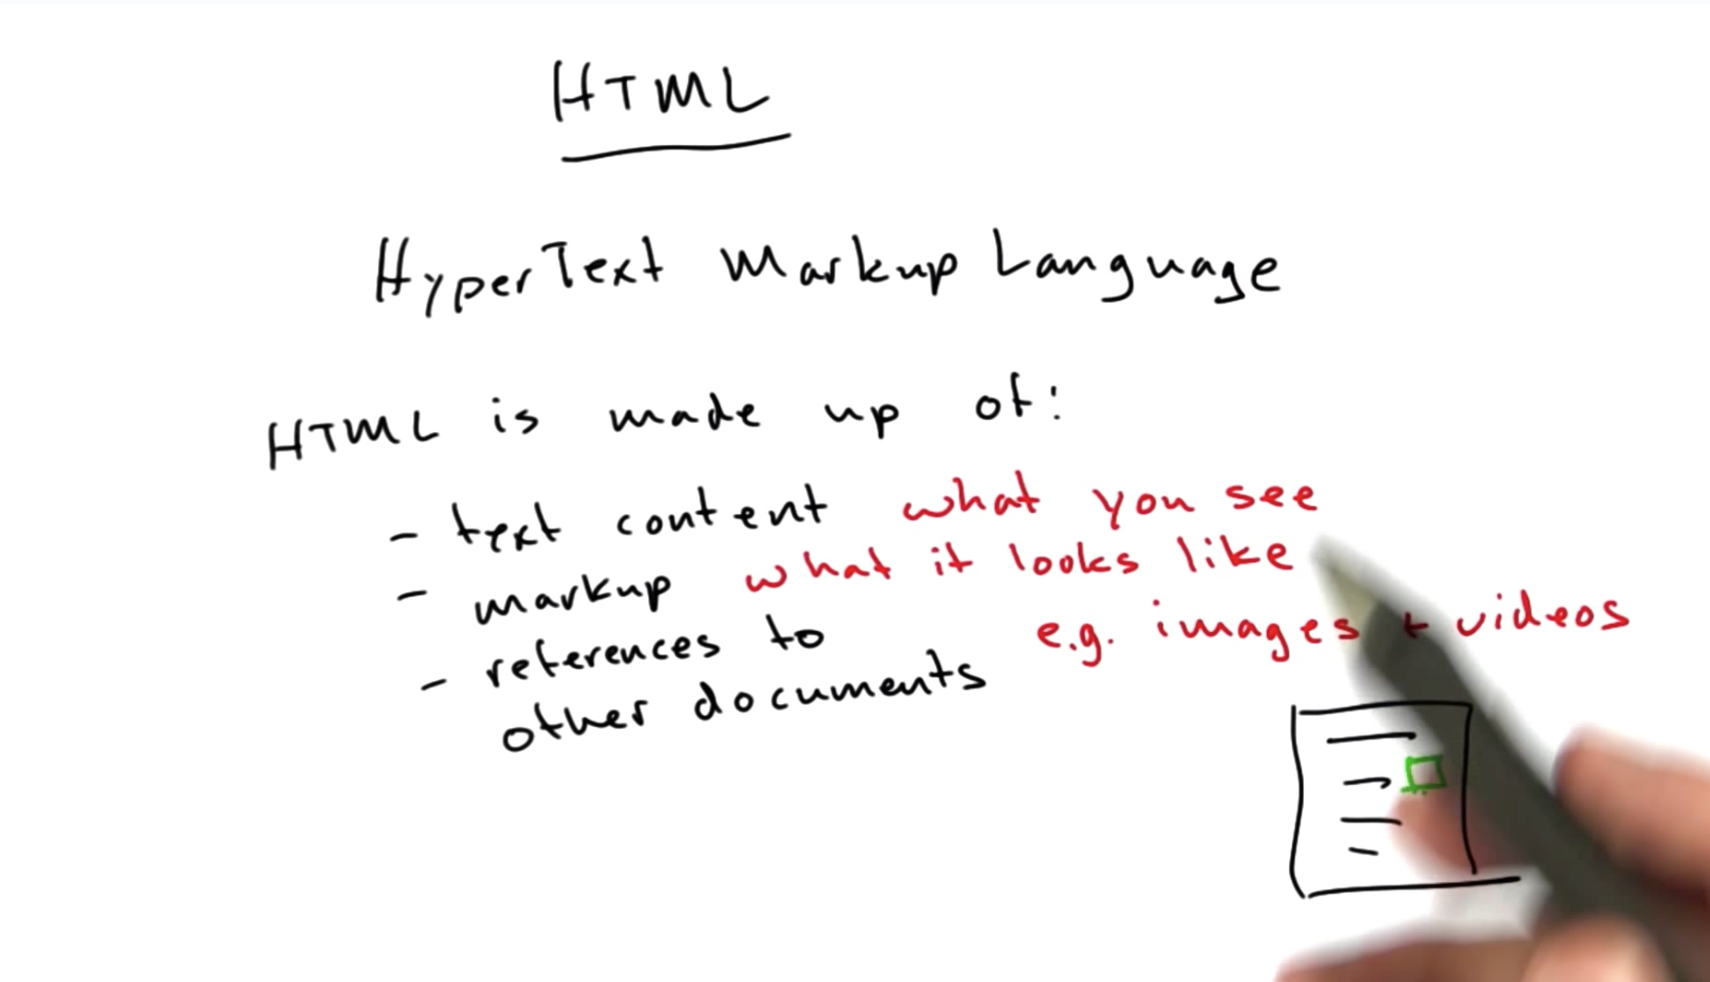 HTML
HyperText Markup Language
HTML is made up of:
- text content what you see
- markup what it looks like
- references to e.g. images + videos
other documents